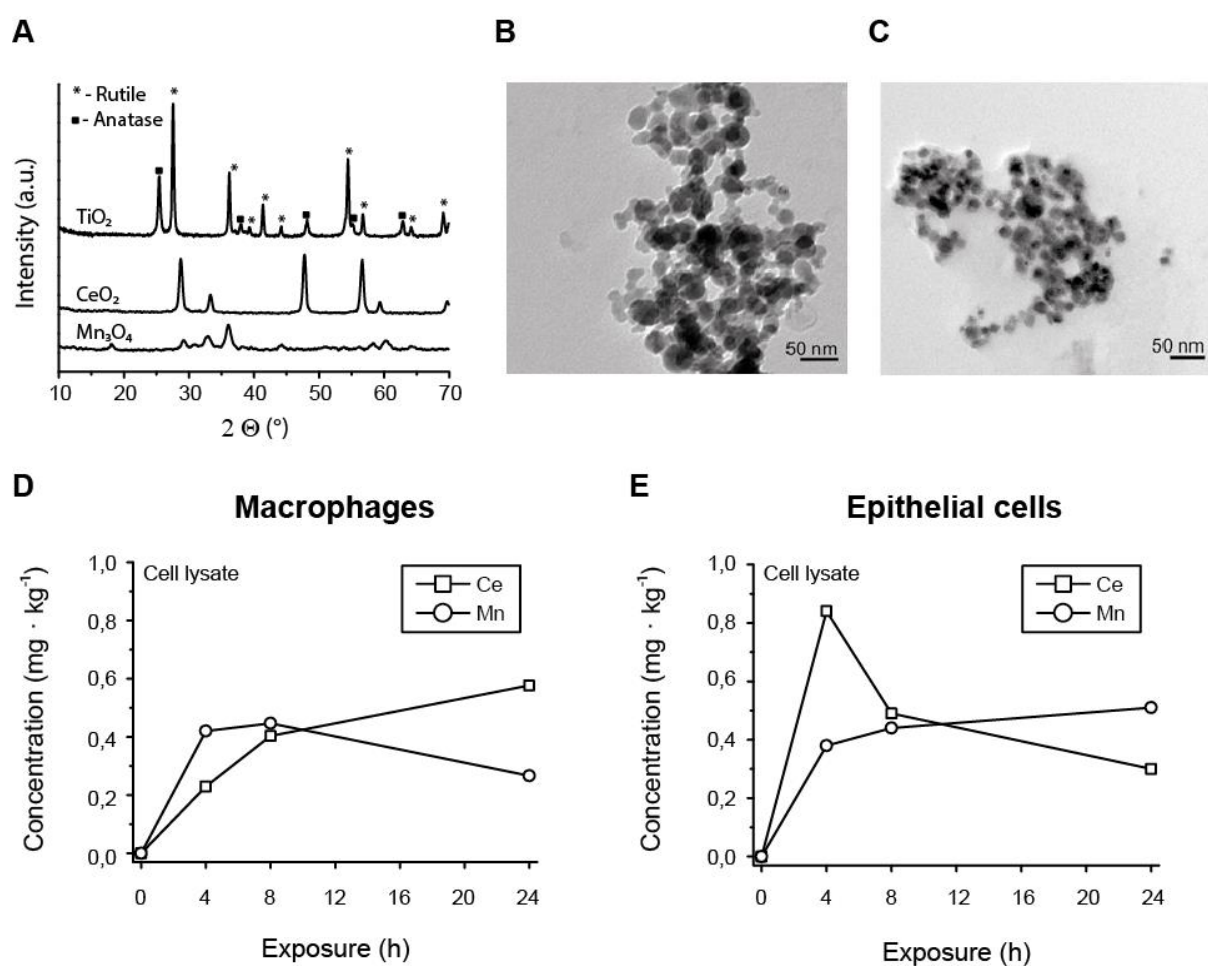 A
* - Rutile
■ - Anatase
TiO₂
CeO₂
Mn₃O₄
Intensity (a.u.)
10 20 30 40 50 60 70
2 Θ (°)
B
50 nm
C
50 nm
D
Macrophages
Cell lysate
Ce
Mn
Concentration (mg · kg⁻¹)
1,0
0,8
0,6
0,4
0,2
0,0
0 4 8 12 16 20 24
Exposure (h)
E
Epithelial cells
Cell lysate
Ce
Mn
Concentration (mg · kg⁻¹)
1,0
0,8
0,6
0,4
0,2
0,0
0 4 8 12 16 20 24
Exposure (h)